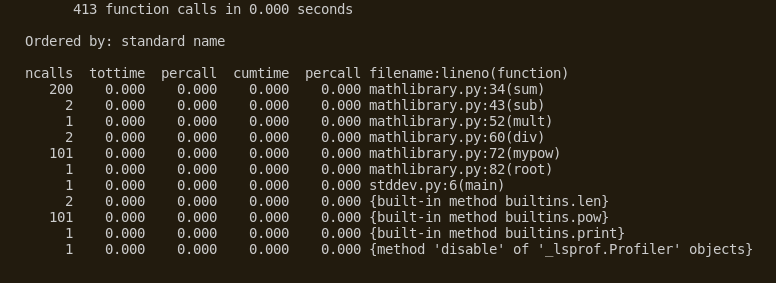 413 function calls in 0.000 seconds
Ordered by: standard name
ncalls tottime percall cumtime percall filename:lineno(function)
200 0.000 0.000 0.000 0.000 mathlibrary.py:34(sum)
2 0.000 0.000 0.000 0.000 mathlibrary.py:43(sub)
1 0.000 0.000 0.000 0.000 mathlibrary.py:52(mult)
2 0.000 0.000 0.000 0.000 mathlibrary.py:60(div)
101 0.000 0.000 0.000 0.000 mathlibrary.py:72(mypow)
1 0.000 0.000 0.000 0.000 mathlibrary.py:82(root)
1 0.000 0.000 0.000 0.000 stddev.py:6(main)
2 0.000 0.000 0.000 0.000 {built-in method builtins.len}
101 0.000 0.000 0.000 0.000 {built-in method builtins.pow}
1 0.000 0.000 0.000 0.000 {built-in method builtins.print}
1 0.000 0.000 0.000 0.000 {method 'disable' of '_lsprof.Profiler' objects}